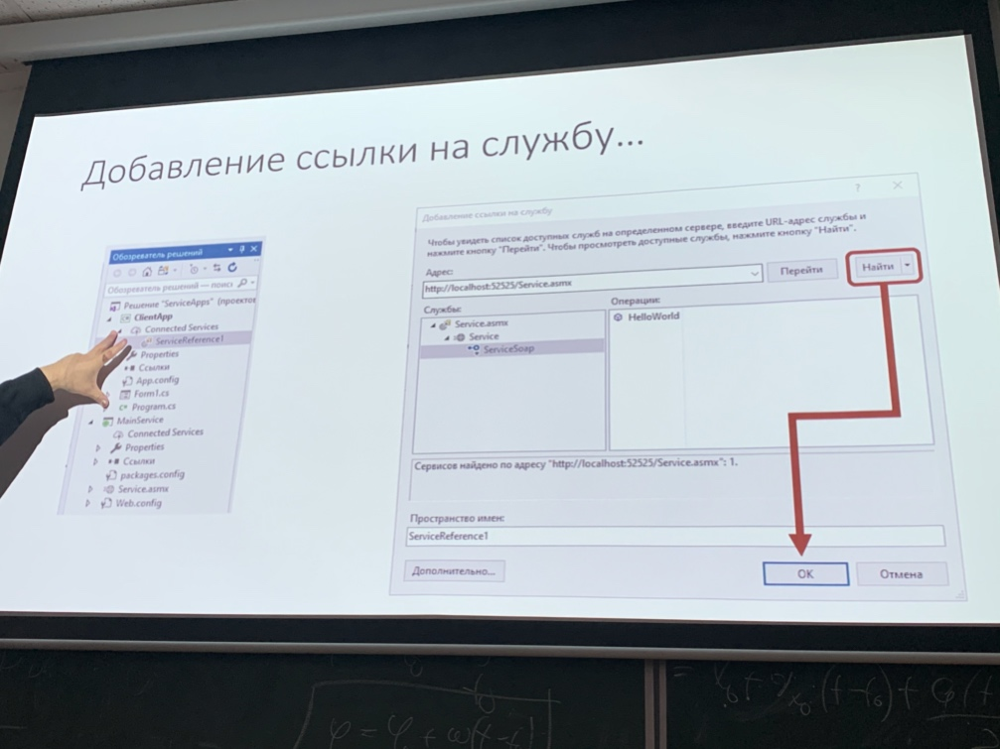 Добавление ссылки на службу...
Обозреватель решений
Обозреватель решений — поиск
Решение "ServiceApps" (проектов
ClientApp
Connected Services
ServiceReference1
Properties
Ссылки
App.config
Form1.cs
Program.cs
MainService
Connected Services
Properties
Ссылки
packages.config
Service.asmx
Web.config
Добавление ссылки на службу
? ×
Чтобы увидеть список доступных служб на определенном сервере, введите URL-адрес службы и
нажмите кнопку "Перейти". Чтобы просмотреть доступные службы, нажмите кнопку "Найти".
Адрес:
http://localhost:52525/Service.asmx
Перейти
Найти
Службы:
Операции:
Service.asmx
Service
ServiceSoap
HelloWorld
Сервисов найдено по адресу "http://localhost:52525/Service.asmx": 1.
Пространство имен:
ServiceReference1
Дополнительно...
OK
Отмена